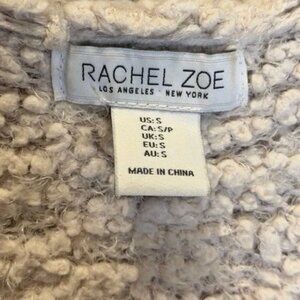 RACHEL ZOE
LOS ANGELES · NEW YORK
US: S
CA: S/P
UK: S
EU: S
AU: S
MADE IN CHINA